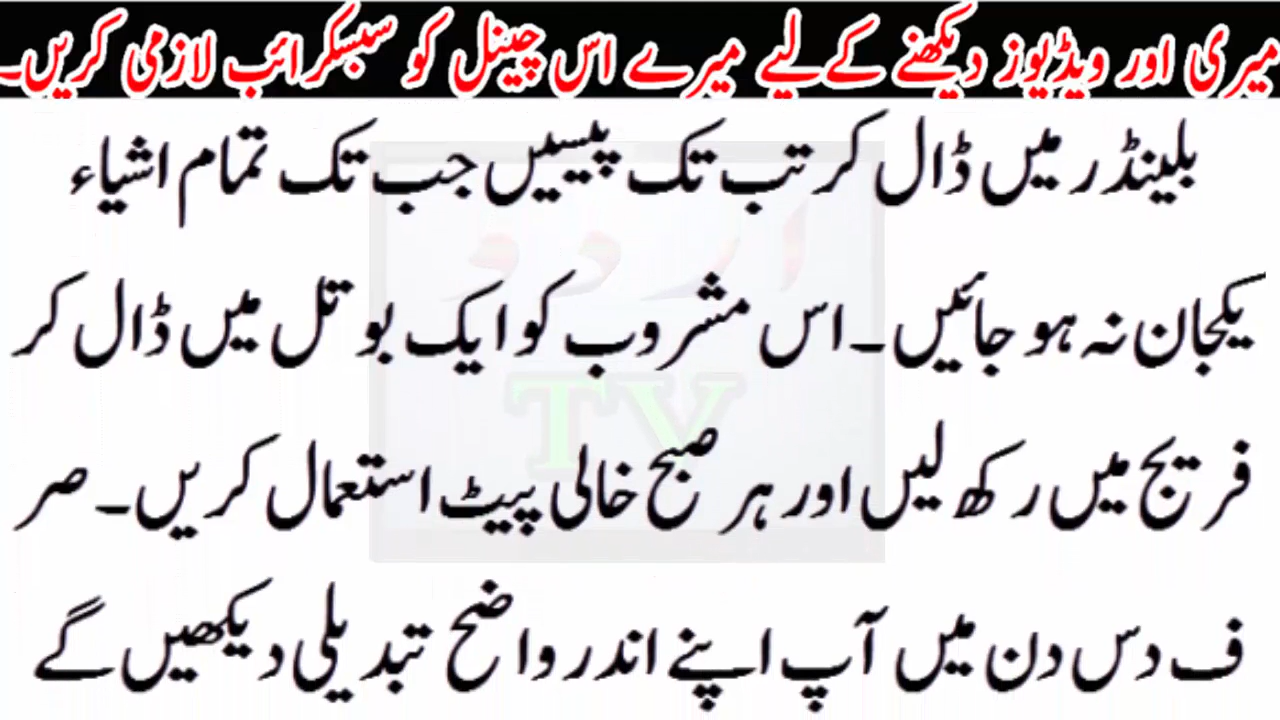 میری اور ویڈیوز دیکھنے کے لیے میرے اس چینل کو سبسکرائب لازمی کریں۔
بلینڈر میں ڈال کر تب تک پیسیں جب تک تمام اشیاء
یکجان نہ ہو جائیں۔ اس مشروب کو ایک بوتل میں ڈال کر
فریج میں رکھ لیں اور ہر صبح خالی پیٹ استعمال کریں۔ صر
ف دس دن میں آپ اپنے اندر واضح تبدیلی دیکھیں گے
اردو
TV